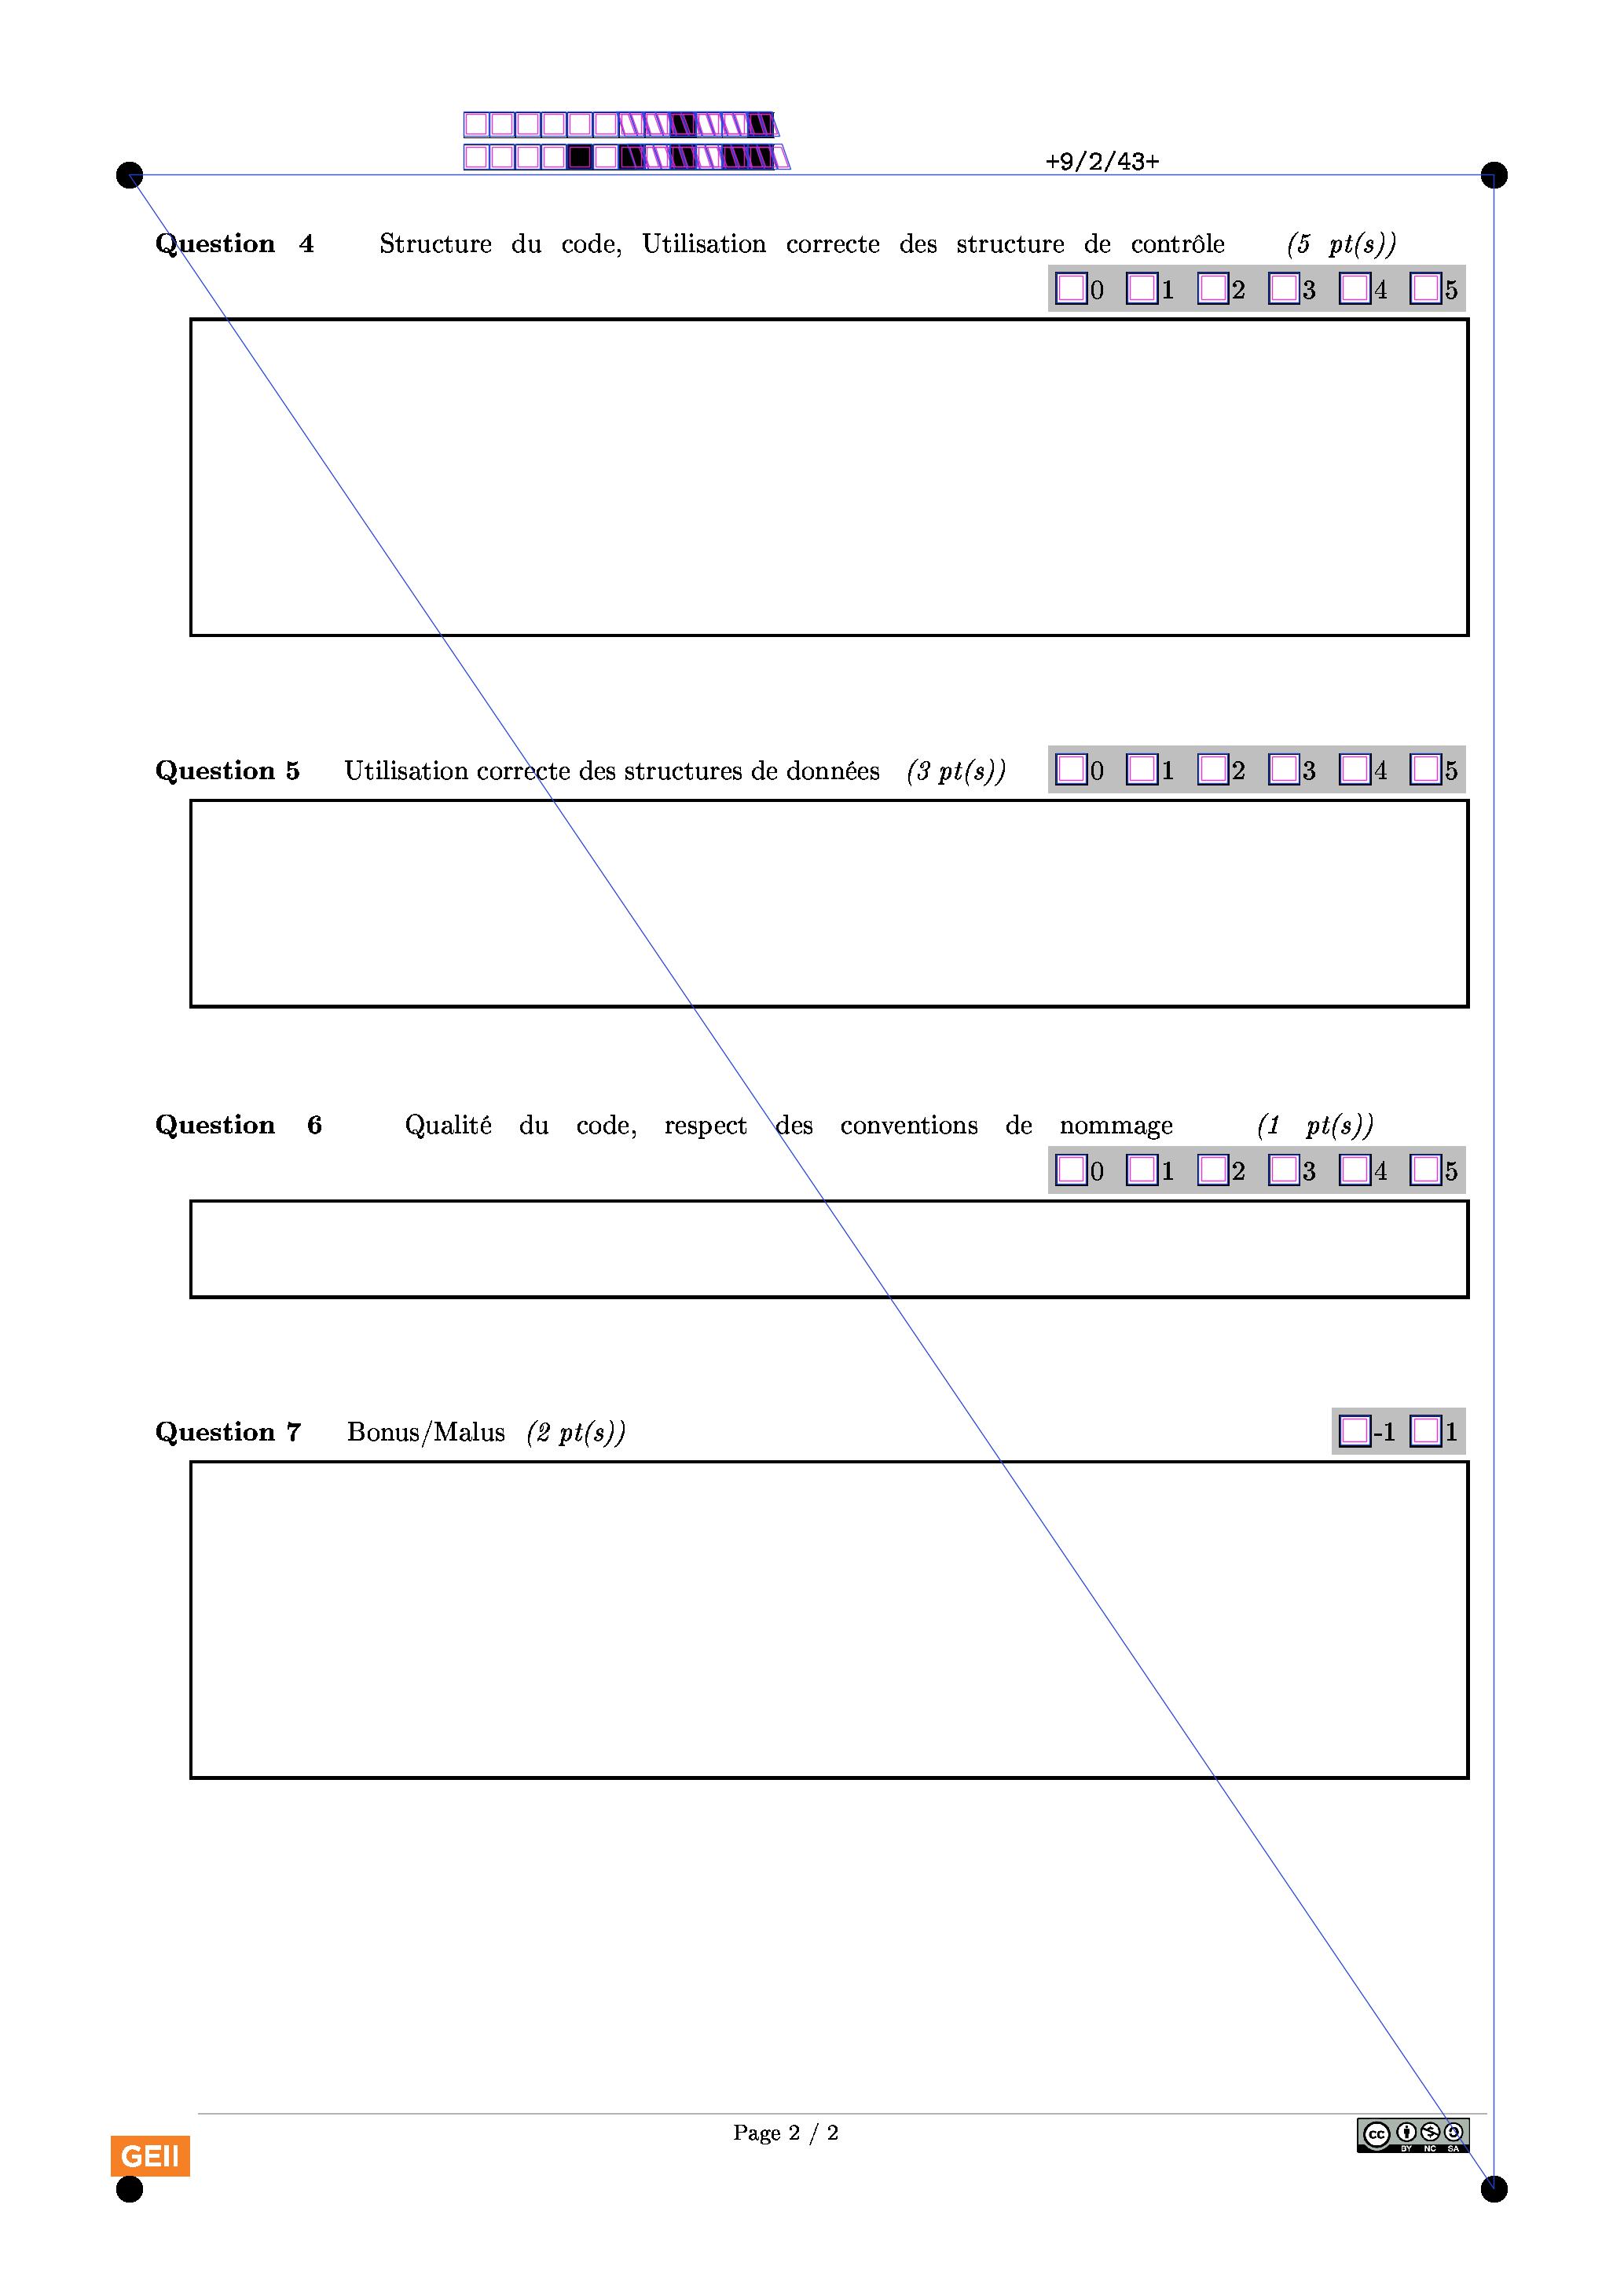 +9/2/43+
Question 4 Structure du code, Utilisation correcte des structure de contrôle (5 pt(s))
0 1 2 3 4 5
Question 5 Utilisation correcte des structures de données (3 pt(s)) 0 1 2 3 4 5
Question 6 Qualité du code, respect des conventions de nommage (1 pt(s))
0 1 2 3 4 5
Question 7 Bonus/Malus (2 pt(s)) -1 1
Page 2 / 2
cc BY NC SA
GEII